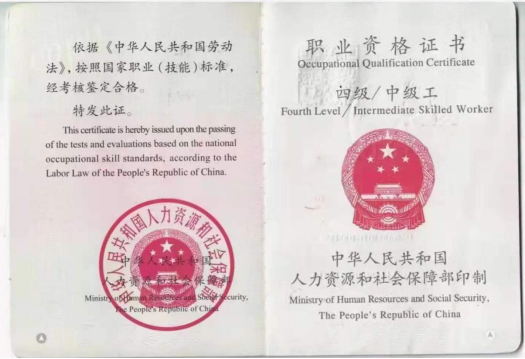 依据《中华人民共和国劳动
法》，按照国家职业（技能）标准，
经考核鉴定合格。
特发此证。
This certificate is hereby issued upon the passing
of the tests and evaluations based on the national
occupational skill standards, according to the
Labor Law of the People's Republic of China.
中华人民共和国人力资源和社会保障部
中华人民共和国
人力资源和社会保障部
Ministry of Human Resources and Social Security,
The People's Republic of China
职业资格证书
Occupational Qualification Certificate
四级/中级工
Fourth Level/Intermediate Skilled Worker
中华人民共和国
人力资源和社会保障部印制
Ministry of Human Resources and Social Security,
The People's Republic of China